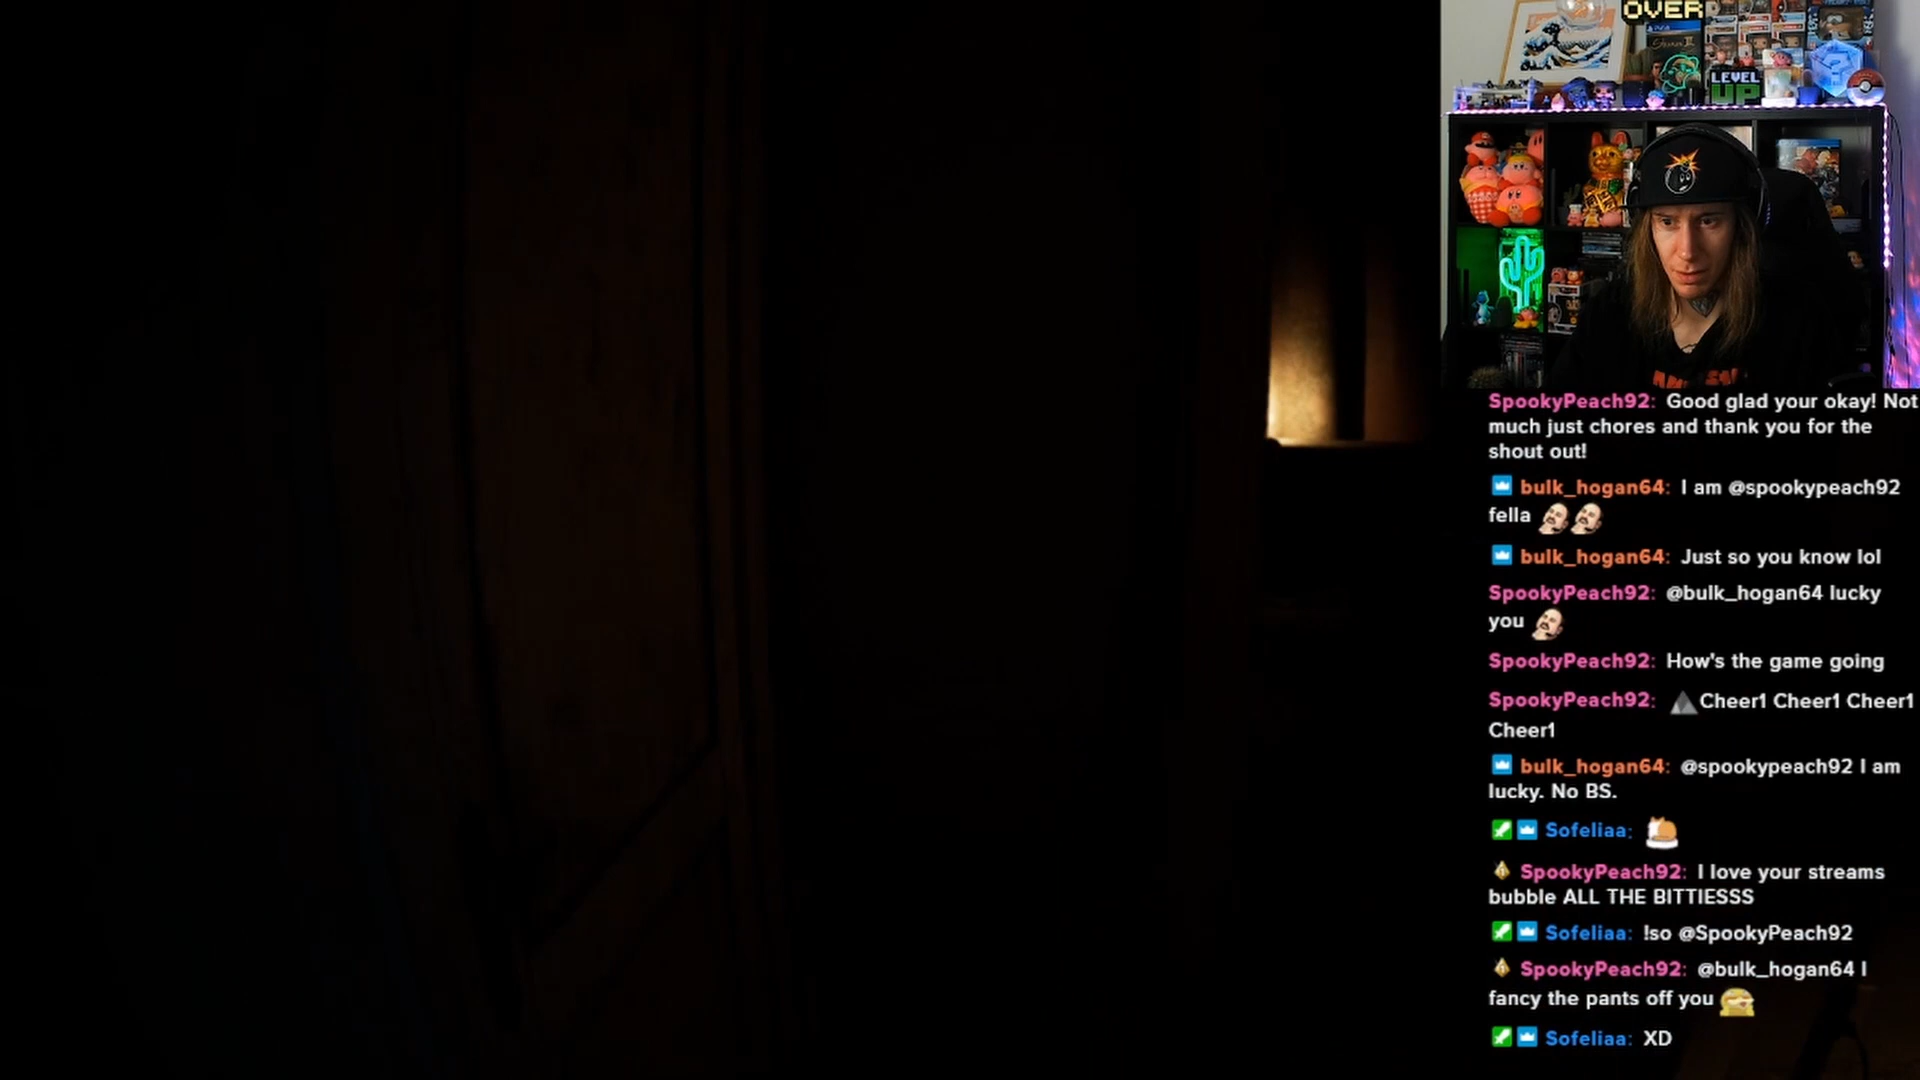 OVER
LEVEL
UP
SpookyPeach92: Good glad your okay! Not
much just chores and thank you for the
shout out!
bulk_hogan64: I am @spookypeach92
fella
bulk_hogan64: Just so you know lol
SpookyPeach92: @bulk_hogan64 lucky
you
SpookyPeach92: How's the game going
SpookyPeach92: Cheer1 Cheer1 Cheer1
Cheer1
bulk_hogan64: @spookypeach92 I am
lucky. No BS.
Sofeliaa:
SpookyPeach92: I love your streams
bubble ALL THE BITTIESSS
Sofeliaa: !so @SpookyPeach92
SpookyPeach92: @bulk_hogan64 I
fancy the pants off you
Sofeliaa: XD